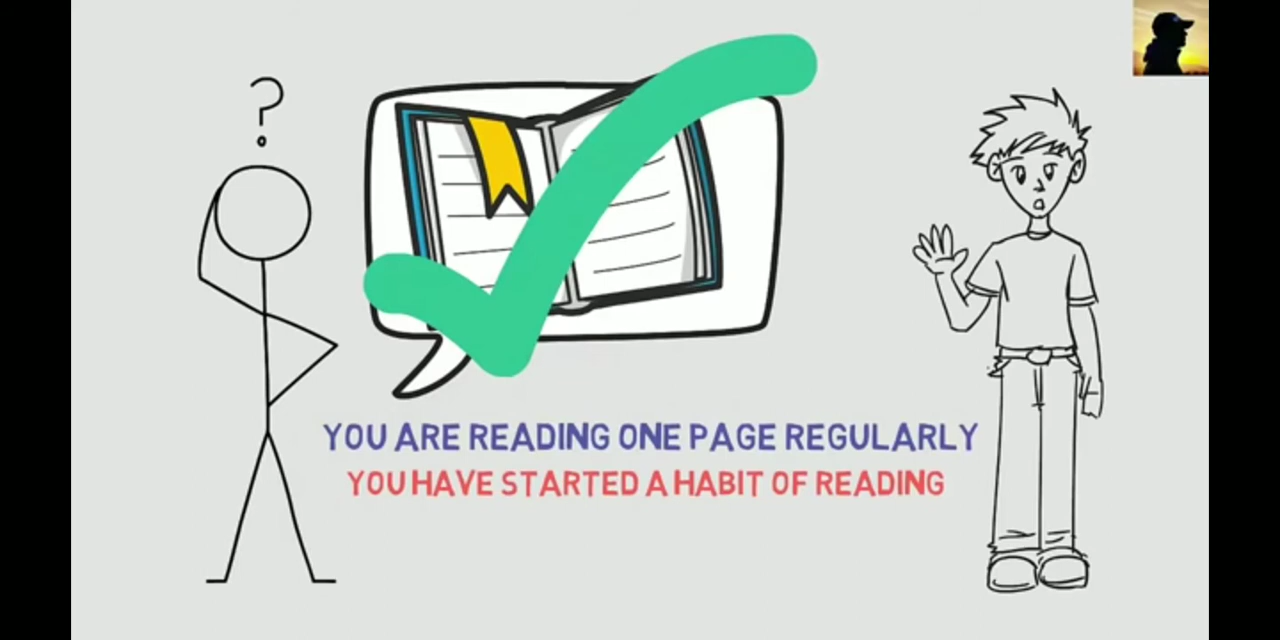 ?
YOU ARE READING ONE PAGE REGULARLY
YOU HAVE STARTED A HABIT OF READING